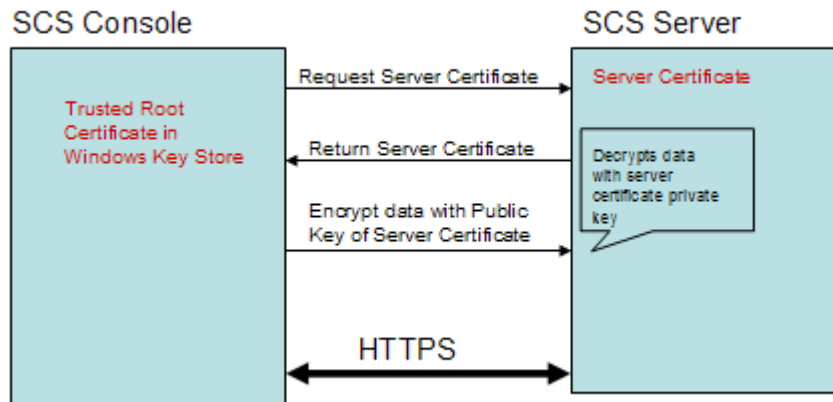 SCS Console
SCS Server
Request Server Certificate
Server Certificate
Trusted Root
Certificate in
Windows Key Store
Return Server Certificate
Decrypts data
with server
certificate private
key
Encrypt data with Public
Key of Server Certificate
HTTPS